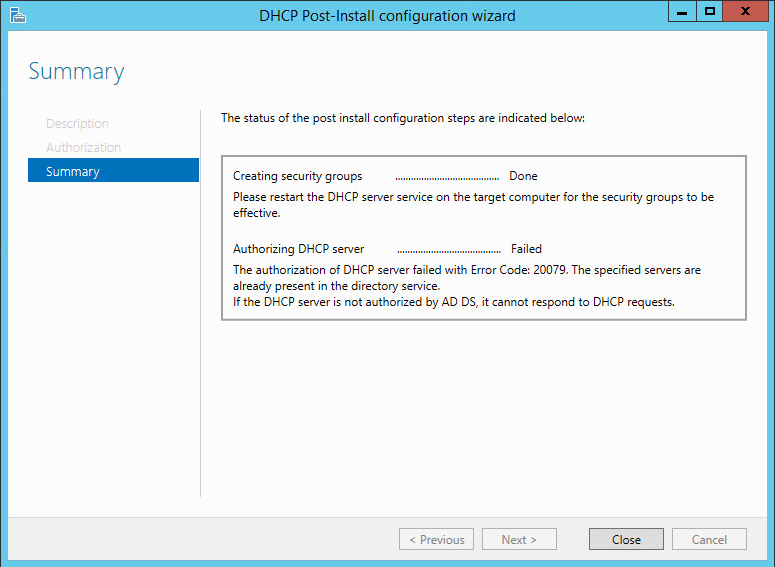 DHCP Post-Install configuration wizard
Summary
Description
Authorization
Summary
The status of the post install configuration steps are indicated below:
Creating security groups ........................................ Done
Please restart the DHCP server service on the target computer for the security groups to be
effective.
Authorizing DHCP server ........................................ Failed
The authorization of DHCP server failed with Error Code: 20079. The specified servers are
already present in the directory service.
If the DHCP server is not authorized by AD DS, it cannot respond to DHCP requests.
< Previous
Next >
Close
Cancel